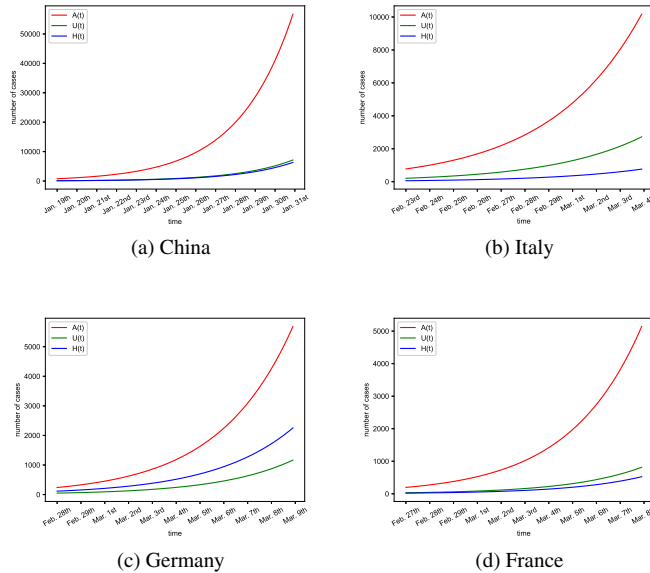 A(t)
U(t)
H(t)
number of cases
50000
40000
30000
20000
10000
0
Jan. 19th
Jan. 20th
Jan. 21st
Jan. 22nd
Jan. 23rd
Jan. 24th
Jan. 25th
Jan. 26th
Jan. 27th
Jan. 28th
Jan. 29th
Jan. 30th
Jan. 31st
time
(a) China
A(t)
U(t)
H(t)
number of cases
10000
8000
6000
4000
2000
0
Feb. 23rd
Feb. 24th
Feb. 25th
Feb. 26th
Feb. 27th
Feb. 28th
Feb. 29th
Mar. 1st
Mar. 2nd
Mar. 3rd
time
(b) Italy
A(t)
U(t)
H(t)
number of cases
5000
4000
3000
2000
1000
0
Feb. 28th
Feb. 29th
Mar. 1st
Mar. 2nd
Mar. 3rd
Mar. 4th
Mar. 5th
Mar. 6th
Mar. 7th
Mar. 8th
Mar. 9th
time
(c) Germany
A(t)
U(t)
H(t)
number of cases
5000
4000
3000
2000
1000
0
Feb. 27th
Feb. 28th
Feb. 29th
Mar. 1st
Mar. 2nd
Mar. 3rd
Mar. 4th
Mar. 5th
Mar. 6th
Mar. 7th
time
(d) France